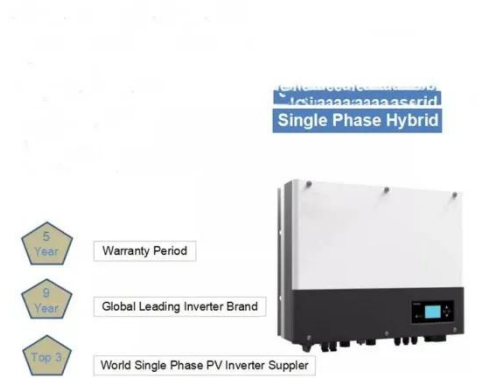 Single Phase Hybrid
5
Year
Warranty Period
9
Year
Global Leading Inverter Brand
Top 3
World Single Phase PV Inverter Suppler